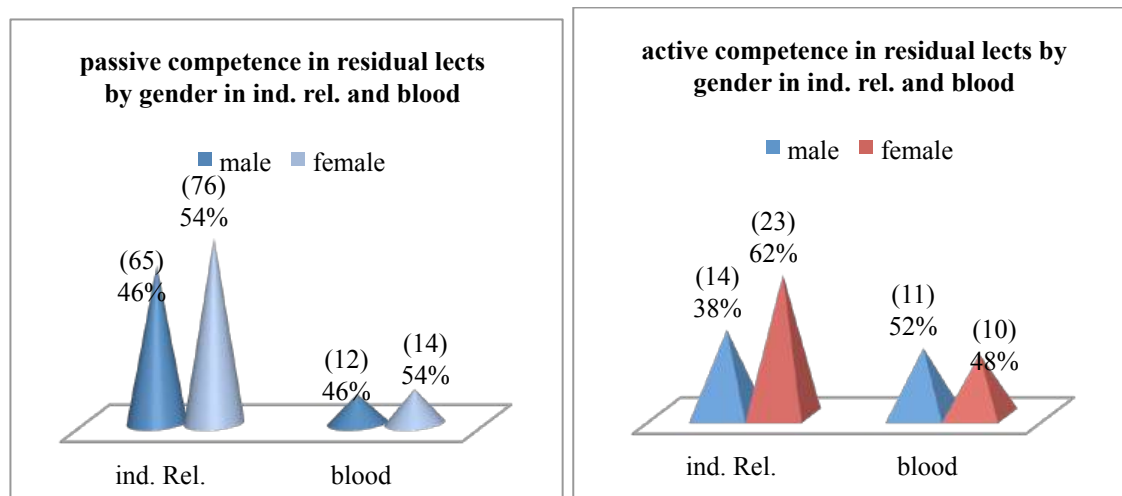 passive competence in residual lects
by gender in ind. rel. and blood
male female
(76)
54%
(65)
46%
(12)
46%
(14)
54%
ind. Rel. blood
active competence in residual lects by
gender in ind. rel. and blood
male female
(23)
62%
(14)
38%
(11)
52%
(10)
48%
ind. Rel. blood